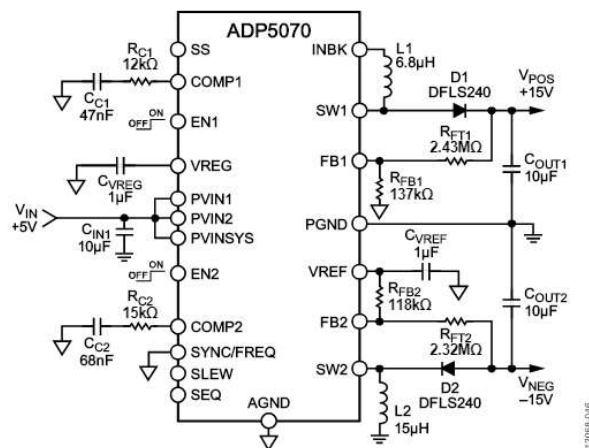 ADP5070
SS
COMP1
EN1
VREG
PVIN1
PVIN2
PVINSYS
EN2
COMP2
SYNC/FREQ
SLEW
SEQ
AGND
INBK
SW1
FB1
PGND
VREF
FB2
SW2
RC1
12kΩ
CC1
47nF
ON
OFF
CVREG
1µF
VIN
+5V
CIN1
10µF
ON
OFF
RC2
15kΩ
CC2
68nF
L1
6.8µH
D1
DFLS240
VPOS
+15V
RFT1
2.43MΩ
RFB1
137kΩ
COUT1
10µF
CVREF
1µF
RFB2
118kΩ
RFT2
2.32MΩ
COUT2
10µF
D2
DFLS240
VNEG
–15V
L2
15µH